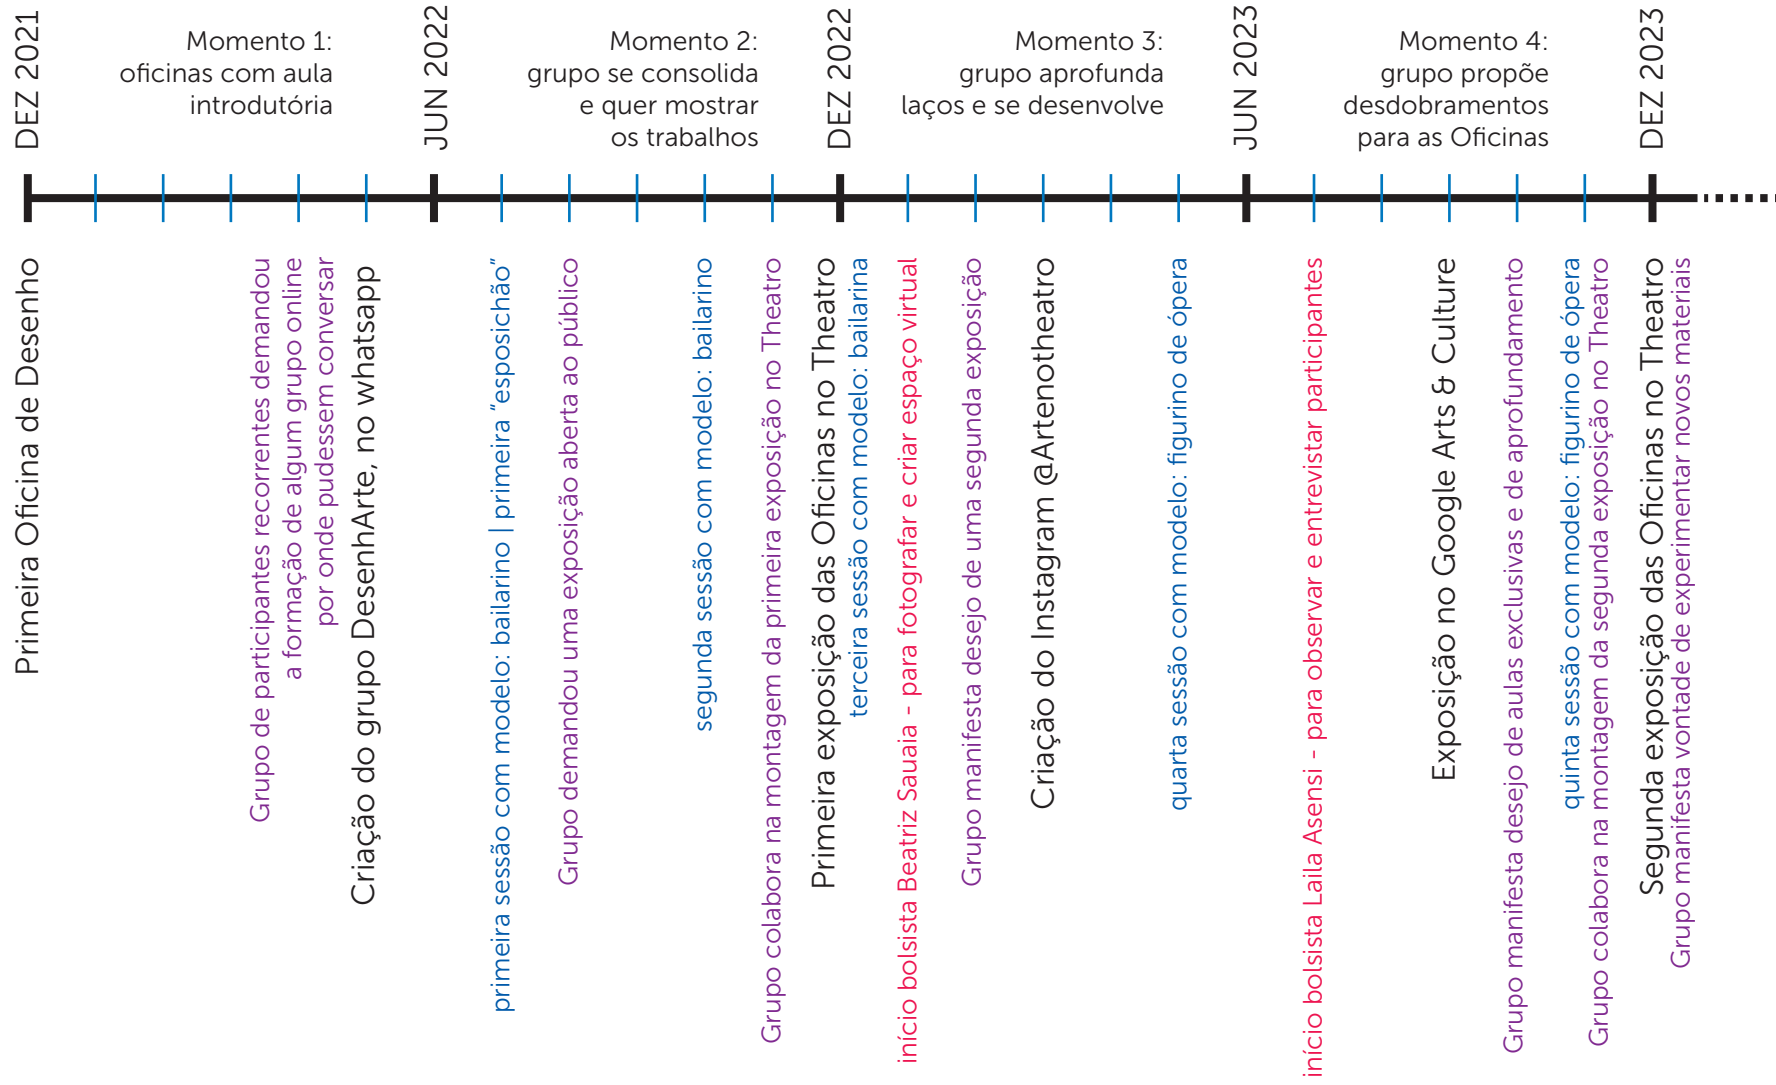 DEZ 2021
Momento 1:
oficinas com aula
introdutória
JUN 2022
Momento 2:
grupo se consolida
e quer mostrar
os trabalhos
DEZ 2022
Momento 3:
grupo aprofunda
laços e se desenvolve
JUN 2023
Momento 4:
grupo propõe
desdobramentos
para as Oficinas
DEZ 2023
Primeira Oficina de Desenho
Grupo de participantes recorrentes demandou
a formação de algum grupo online
por onde pudessem conversar
Criação do grupo DesenhArte, no whatsapp
primeira sessão com modelo: bailarino | primeira “esposichão”
Grupo demandou uma exposição aberta ao público
segunda sessão com modelo: bailarino
Grupo colabora na montagem da primeira exposição no Theatro
Primeira exposição das Oficinas no Theatro
terceira sessão com modelo: bailarina
início bolsista Beatriz Sauaia - para fotografar e criar espaço virtual
Grupo manifesta desejo de uma segunda exposição
Criação do Instagram @Artenotheatro
quarta sessão com modelo: figurino de ópera
início bolsista Laila Asensi - para observar e entrevistar participantes
Exposição no Google Arts & Culture
Grupo manifesta desejo de aulas exclusivas e de aprofundamento
quinta sessão com modelo: figurino de ópera
Grupo colabora na montagem da segunda exposição no Theatro
Segunda exposição das Oficinas no Theatro
Grupo manifesta vontade de experimentar novos materiais